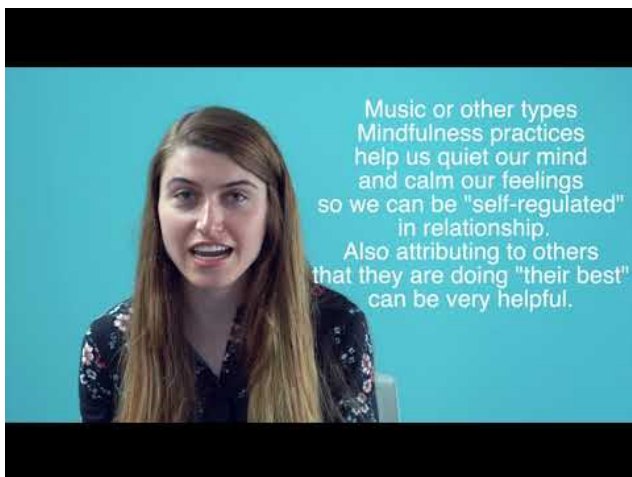 Music or other types
Mindfulness practices
help us quiet our mind
and calm our feelings
so we can be "self-regulated"
in relationship.
Also attributing to others
that they are doing "their best"
can be very helpful.